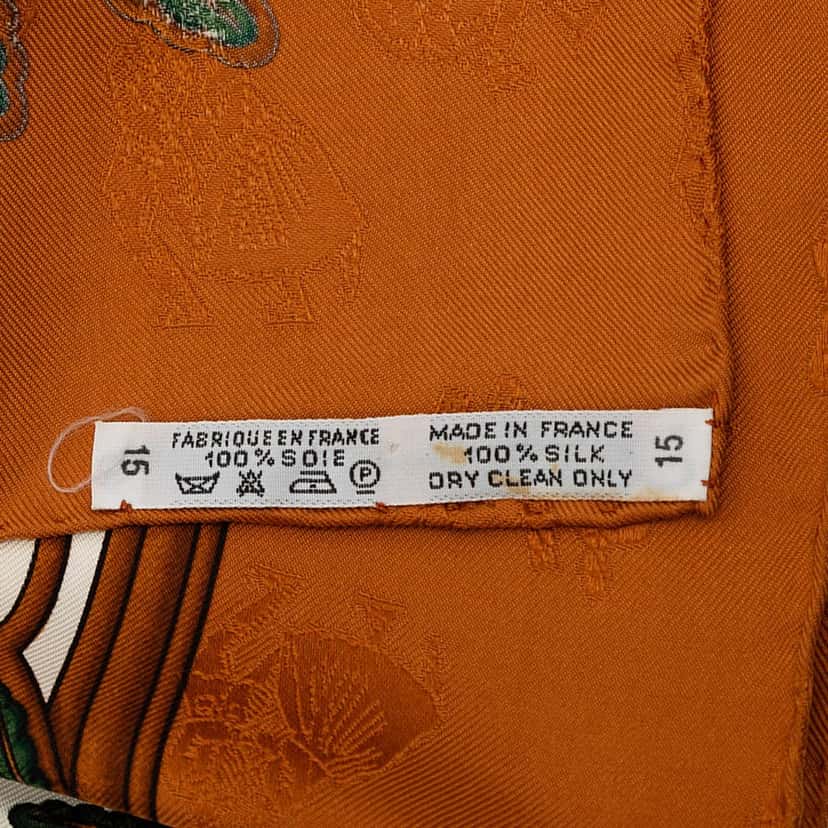 15
FABRIQUE EN FRANCE
100% SOIE
P
MADE IN FRANCE
100% SILK
DRY CLEAN ONLY
15